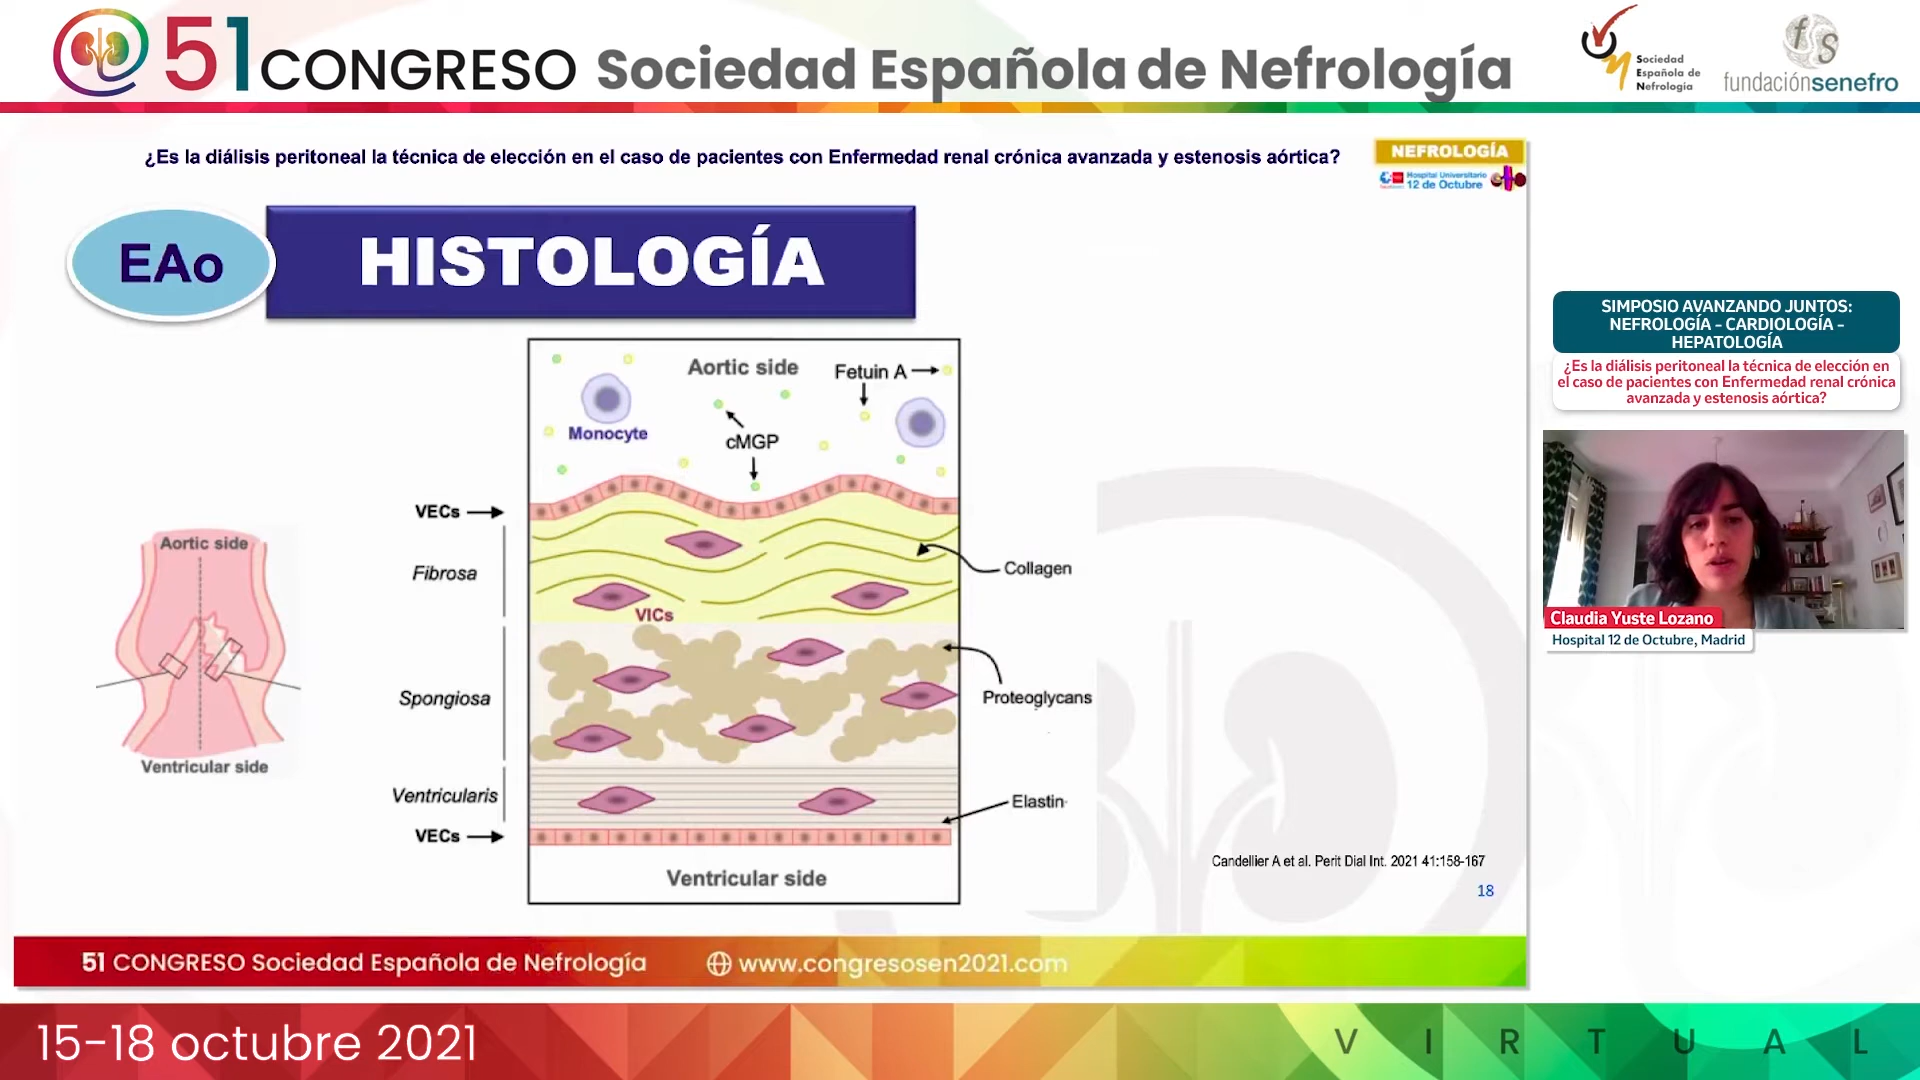 51 CONGRESO Sociedad Española de Nefrología
Sociedad
Española de
Nefrología
fS
fundaciónsenefro
¿Es la diálisis peritoneal la técnica de elección en el caso de pacientes con Enfermedad renal crónica avanzada y estenosis aórtica?
NEFROLOGÍA
Hospital Universitario
12 de Octubre
EAo
HISTOLOGÍA
SIMPOSIO AVANZANDO JUNTOS:
NEFROLOGÍA - CARDIOLOGÍA -
HEPATOLOGÍA
¿Es la diálisis peritoneal la técnica de elección en
el caso de pacientes con Enfermedad renal crónica
avanzada y estenosis aórtica?
Claudia Yuste Lozano
Hospital 12 de Octubre, Madrid
Aortic side
Fetuin A
Monocyte
cMGP
VECs
Fibrosa
Collagen
VICs
Spongiosa
Proteoglycans
Ventricularis
Elastin
VECs
Ventricular side
Aortic side
Ventricular side
Candellier A et al. Perit Dial Int. 2021 41:158-167
18
51 CONGRESO Sociedad Española de Nefrología
www.congresosen2021.com
15-18 octubre 2021
VIRTUAL